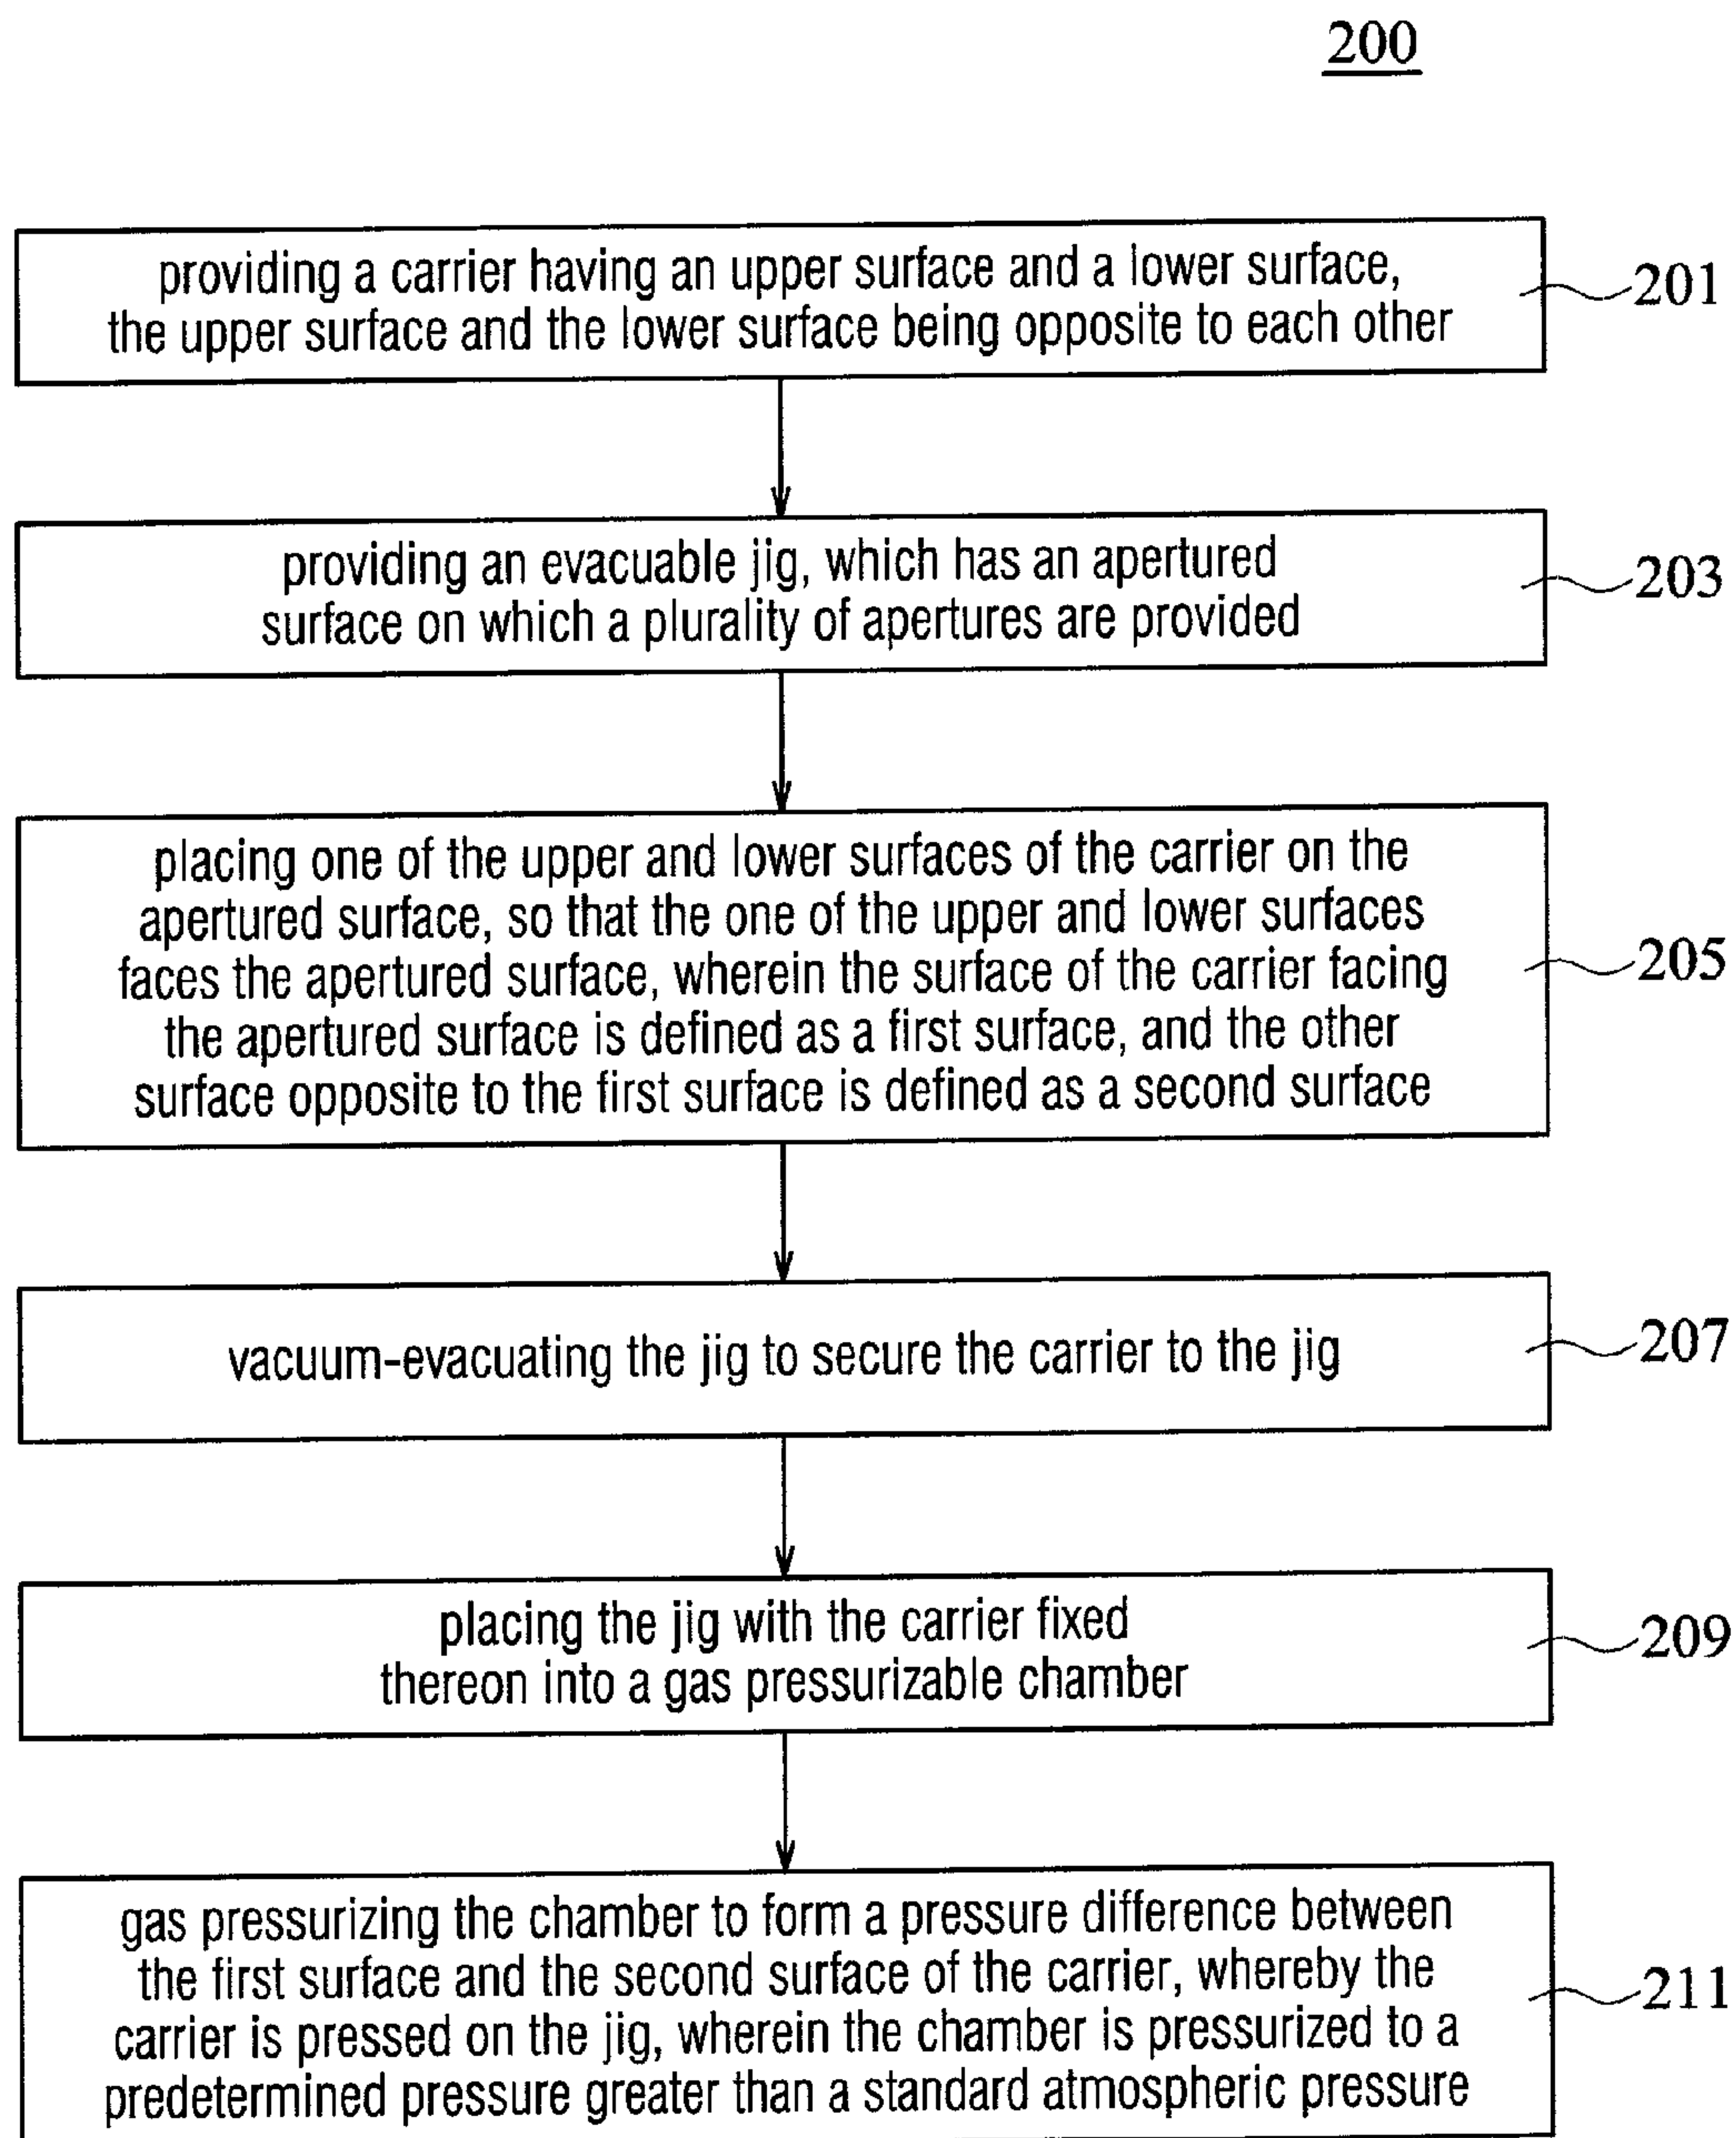 200
providing a carrier having an upper surface and a lower surface,
the upper surface and the lower surface being opposite to each other
201
providing an evacuable jig, which has an apertured
surface on which a plurality of apertures are provided
203
placing one of the upper and lower surfaces of the carrier on the
apertured surface, so that the one of the upper and lower surfaces
faces the apertured surface, wherein the surface of the carrier facing
the apertured surface is defined as a first surface, and the other
surface opposite to the first surface is defined as a second surface
205
vacuum-evacuating the jig to secure the carrier to the jig
207
placing the jig with the carrier fixed
thereon into a gas pressurizable chamber
209
gas pressurizing the chamber to form a pressure difference between
the first surface and the second surface of the carrier, whereby the
carrier is pressed on the jig, wherein the chamber is pressurized to a
predetermined pressure greater than a standard atmospheric pressure
211